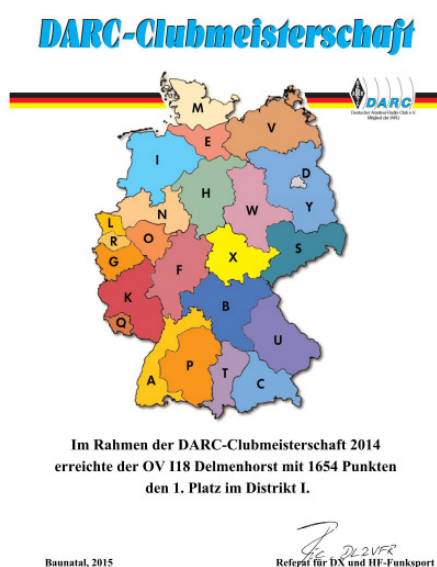 DARC-Clubmeisterschaft
DARC
Deutscher Amateur-Radio-Club e.V.
Mitglied der IARU
M
E
V
I
H
D
W
Y
N
L
O
R
G
F
X
S
K
B
Q
U
A
P
T
C
Im Rahmen der DARC-Clubmeisterschaft 2014
erreichte der OV I18 Delmenhorst mit 1654 Punkten
den 1. Platz im Distrikt I.
DL2VFR
Baunatal, 2015
Referat für DX und HF-Funksport